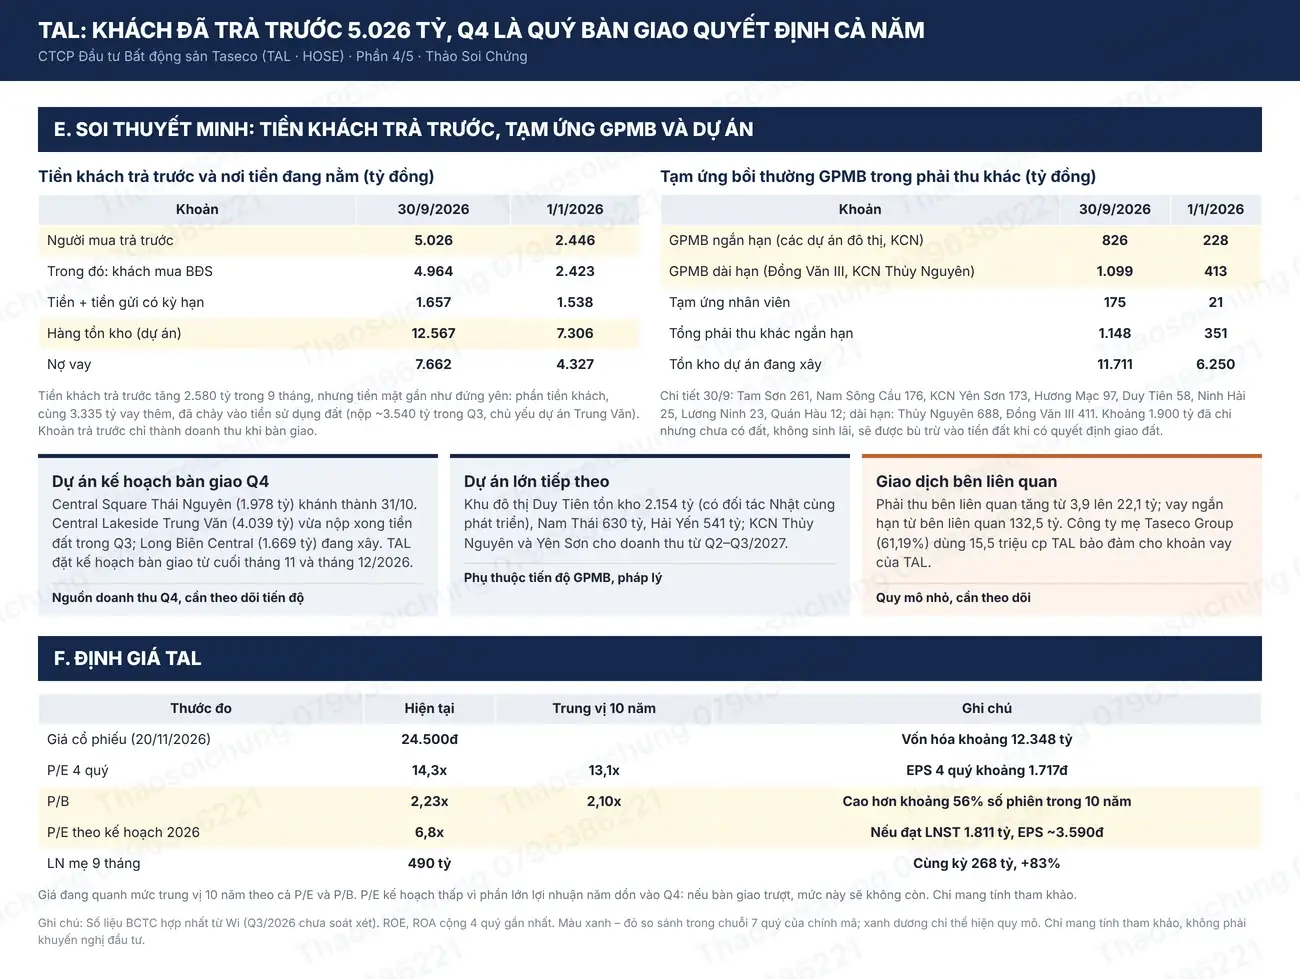 TAL: KHÁCH ĐÃ TRẢ TRƯỚC 5.026 TỶ, Q4 LÀ QUÝ BÀN GIAO QUYẾT ĐỊNH CẢ NĂM
CTCP Đầu tư Bất động sản Taseco (TAL · HOSE) · Phần 4/5 · Thảo Soi Chứng
E. SOI THUYẾT MINH: TIỀN KHÁCH TRẢ TRƯỚC, TẠM ỨNG GPMB VÀ DỰ ÁN
Tiền khách trả trước và nơi tiền đang nằm (tỷ đồng)
Khoản 30/9/2026 1/1/2026
Người mua trả trước 5.026 2.446
Trong đó: khách mua BĐS 4.964 2.423
Tiền + tiền gửi có kỳ hạn 1.657 1.538
Hàng tồn kho (dự án) 12.567 7.306
Nợ vay 7.662 4.327
Tiền khách trả trước tăng 2.580 tỷ trong 9 tháng, nhưng tiền mặt gần như đứng yên: phần tiền khách,
cùng 3.335 tỷ vay thêm, đã chảy vào tiền sử dụng đất (nộp ~3.540 tỷ trong Q3, chủ yếu dự án Trung Văn).
Khoản trả trước chỉ thành doanh thu khi bàn giao.
Tạm ứng bồi thường GPMB trong phải thu khác (tỷ đồng)
Khoản 30/9/2026 1/1/2026
GPMB ngắn hạn (các dự án đô thị, KCN) 826 228
GPMB dài hạn (Đồng Văn III, KCN Thủy Nguyên) 1.099 413
Tạm ứng nhân viên 175 21
Tổng phải thu khác ngắn hạn 1.148 351
Tồn kho dự án đang xây 11.711 6.250
Chi tiết 30/9: Tam Sơn 261, Nam Sông Cầu 176, KCN Yên Sơn 173, Hương Mạc 97, Duy Tiên 58, Ninh Hải
25, Lương Ninh 23, Quán Hàu 12; dài hạn: Thủy Nguyên 688, Đồng Văn III 411. Khoảng 1.900 tỷ đã chi
nhưng chưa có đất, không sinh lãi, sẽ được bù trừ vào tiền đất khi có quyết định giao đất.
Dự án kế hoạch bàn giao Q4
Central Square Thái Nguyên (1.978 tỷ) khánh thành 31/10.
Central Lakeside Trung Văn (4.039 tỷ) vừa nộp xong tiền
đất trong Q3; Long Biên Central (1.669 tỷ) đang xây. TAL
đặt kế hoạch bàn giao từ cuối tháng 11 và tháng 12/2026.
Nguồn doanh thu Q4, cần theo dõi tiến độ
Dự án lớn tiếp theo
Khu đô thị Duy Tiên tồn kho 2.154 tỷ (có đối tác Nhật cùng
phát triển), Nam Thái 630 tỷ, Hải Yến 541 tỷ; KCN Thủy
Nguyên và Yên Sơn cho doanh thu từ Q2–Q3/2027.
Phụ thuộc tiến độ GPMB, pháp lý
Giao dịch bên liên quan
Phải thu bên liên quan tăng từ 3,9 lên 22,1 tỷ; vay ngắn
hạn từ bên liên quan 132,5 tỷ. Công ty mẹ Taseco Group
(61,19%) dùng 15,5 triệu cp TAL bảo đảm cho khoản vay
của TAL.
Quy mô nhỏ, cần theo dõi
F. ĐỊNH GIÁ TAL
Thước đo Hiện tại Trung vị 10 năm Ghi chú
Giá cổ phiếu (20/11/2026) 24.500đ Vốn hóa khoảng 12.348 tỷ
P/E 4 quý 14,3x 13,1x EPS 4 quý khoảng 1.717đ
P/B 2,23x 2,10x Cao hơn khoảng 56% số phiên trong 10 năm
P/E theo kế hoạch 2026 6,8x Nếu đạt LNST 1.811 tỷ, EPS ~3.590đ
LN mẹ 9 tháng 490 tỷ Cùng kỳ 268 tỷ, +83%
Giá đang quanh mức trung vị 10 năm theo cả P/E và P/B. P/E kế hoạch thấp vì phần lớn lợi nhuận năm dồn vào Q4: nếu bàn giao trượt, mức này sẽ không còn. Chỉ mang tính tham khảo.
Ghi chú: Số liệu BCTC hợp nhất từ Wi (Q3/2026 chưa soát xét). ROE, ROA cộng 4 quý gần nhất. Màu xanh – đỏ so sánh trong chuỗi 7 quý của chính mã; xanh dương chỉ thể hiện quy mô. Chỉ mang tính tham khảo, không phải
khuyến nghị đầu tư.
Thaosoichung 0796386221